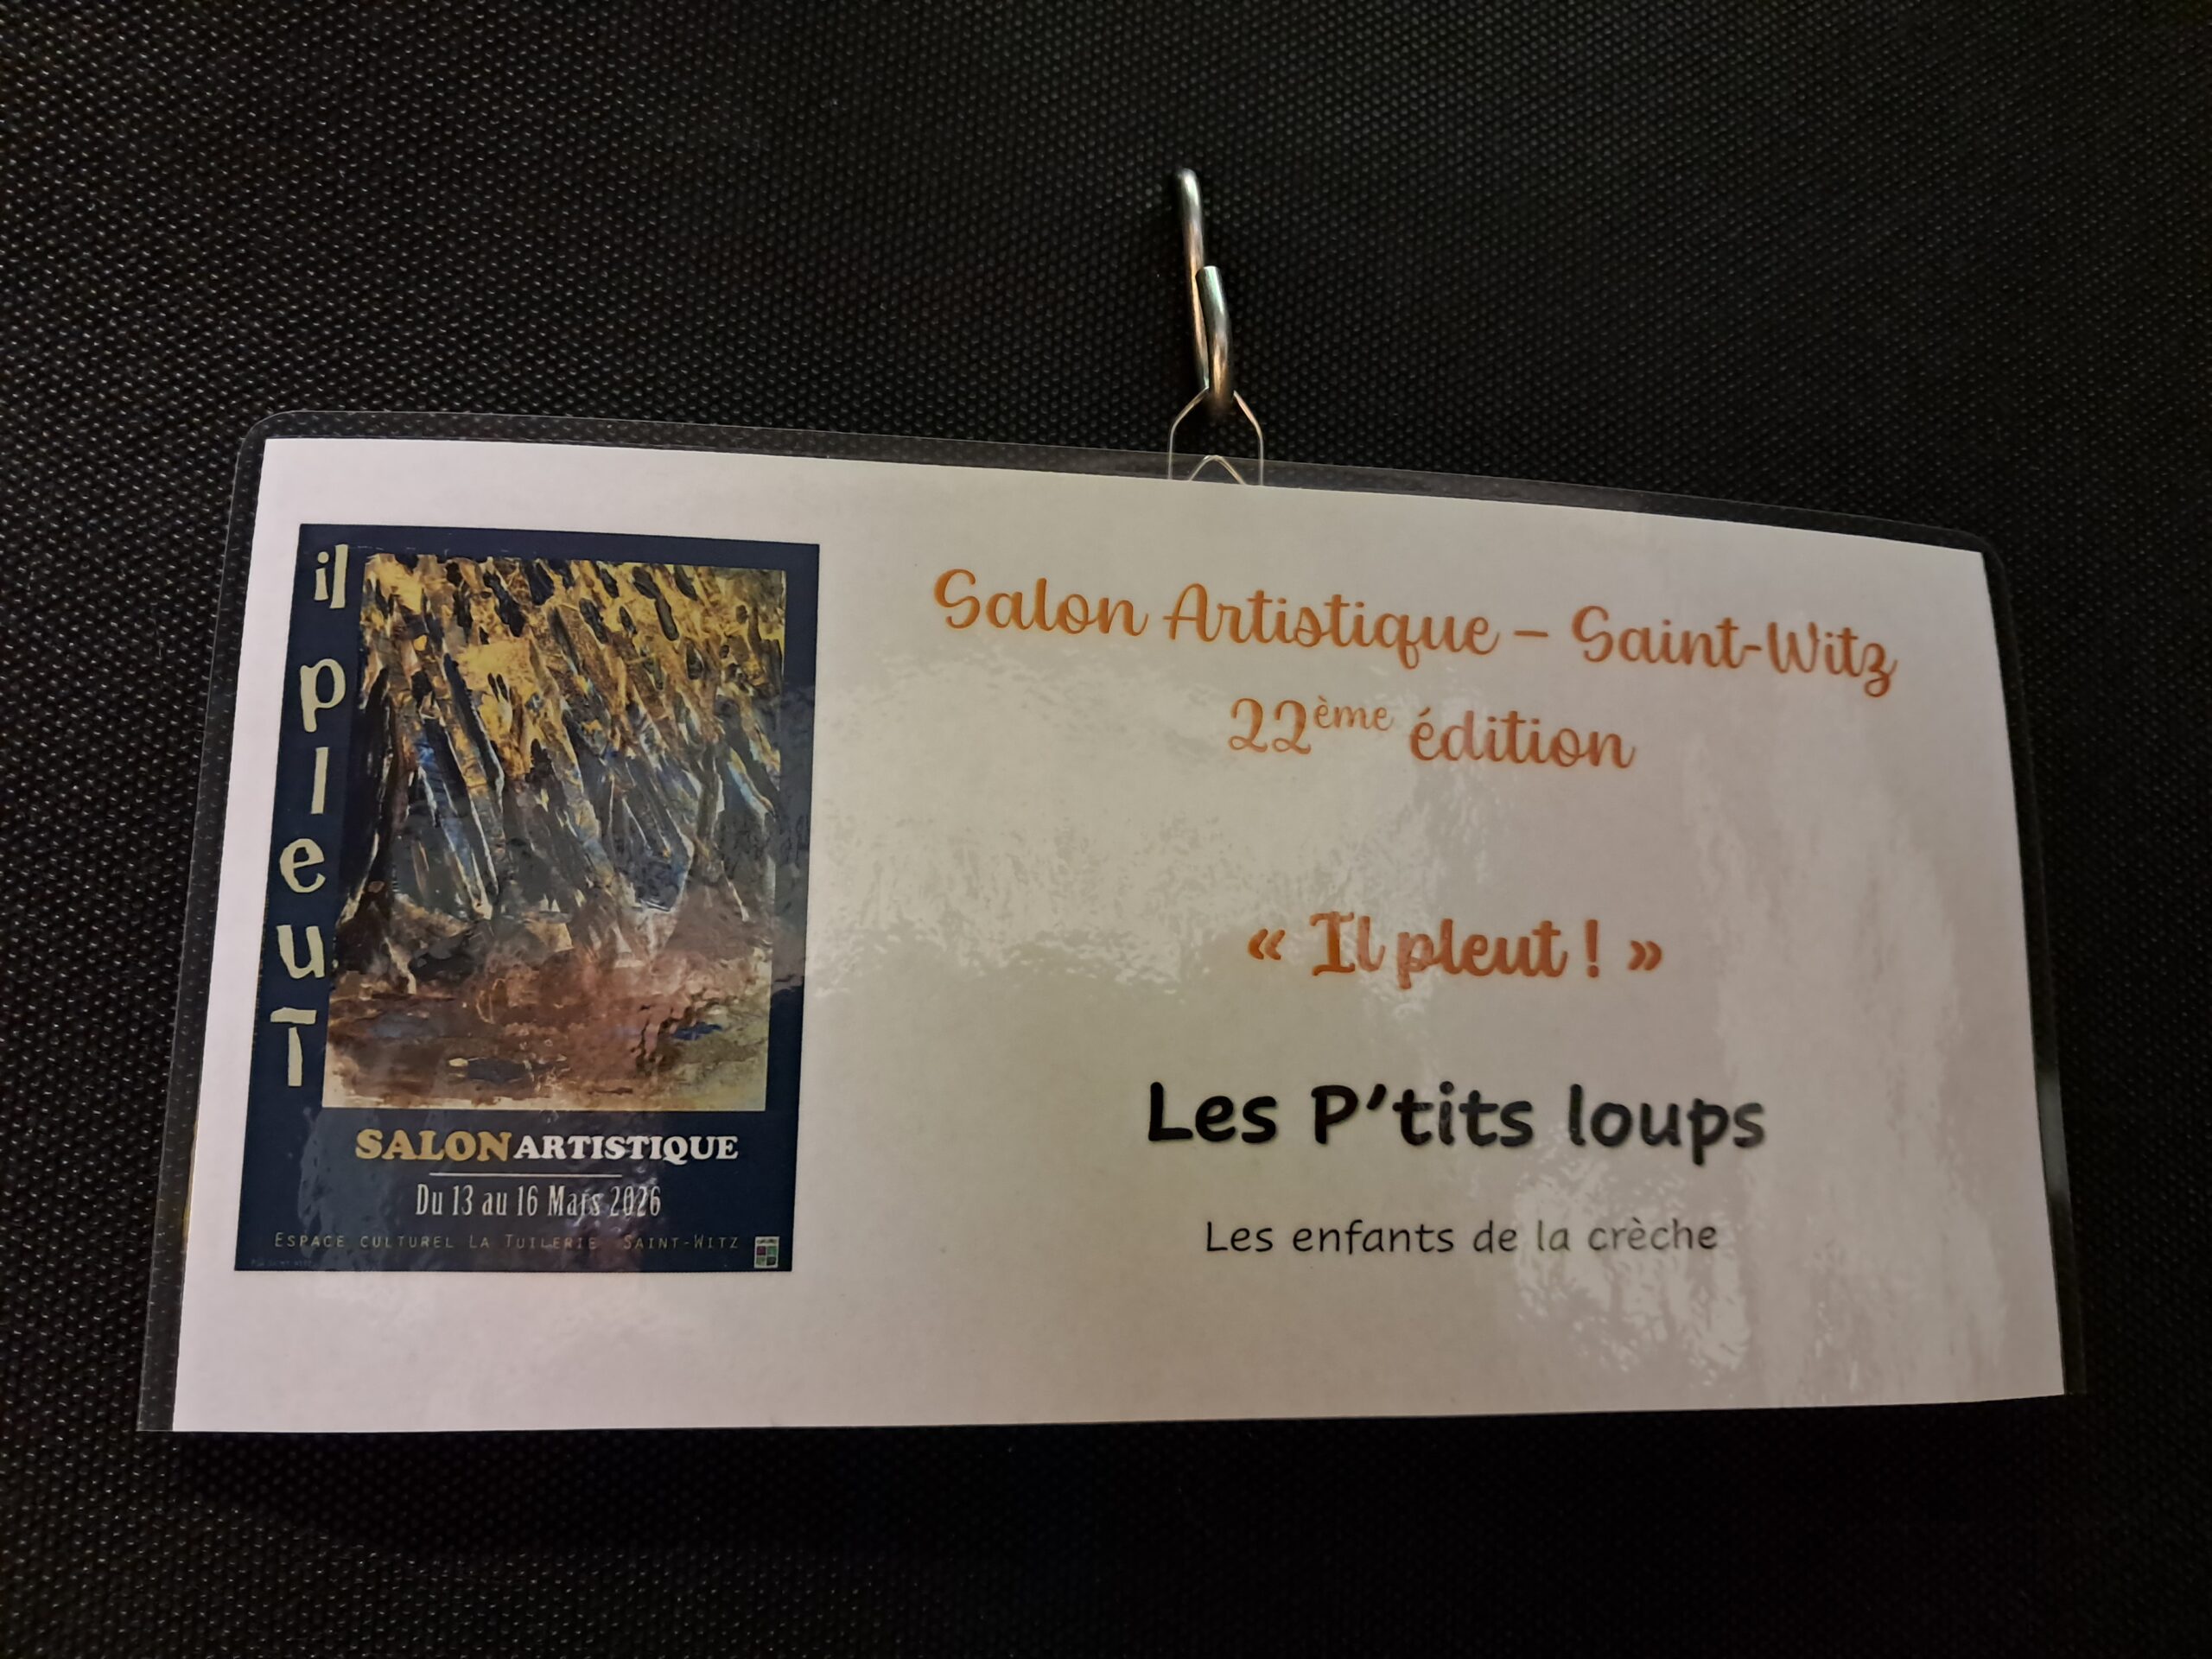 il
pleut
SALON ARTISTIQUE
Du 13 au 16 Mars 2026
ESPACE CULTUREL LA TUILERIE SAINT-WITZ
Salon Artistique – Saint-Witz
22ème édition
« Il pleut ! »
Les P'tits loups
Les enfants de la crèche